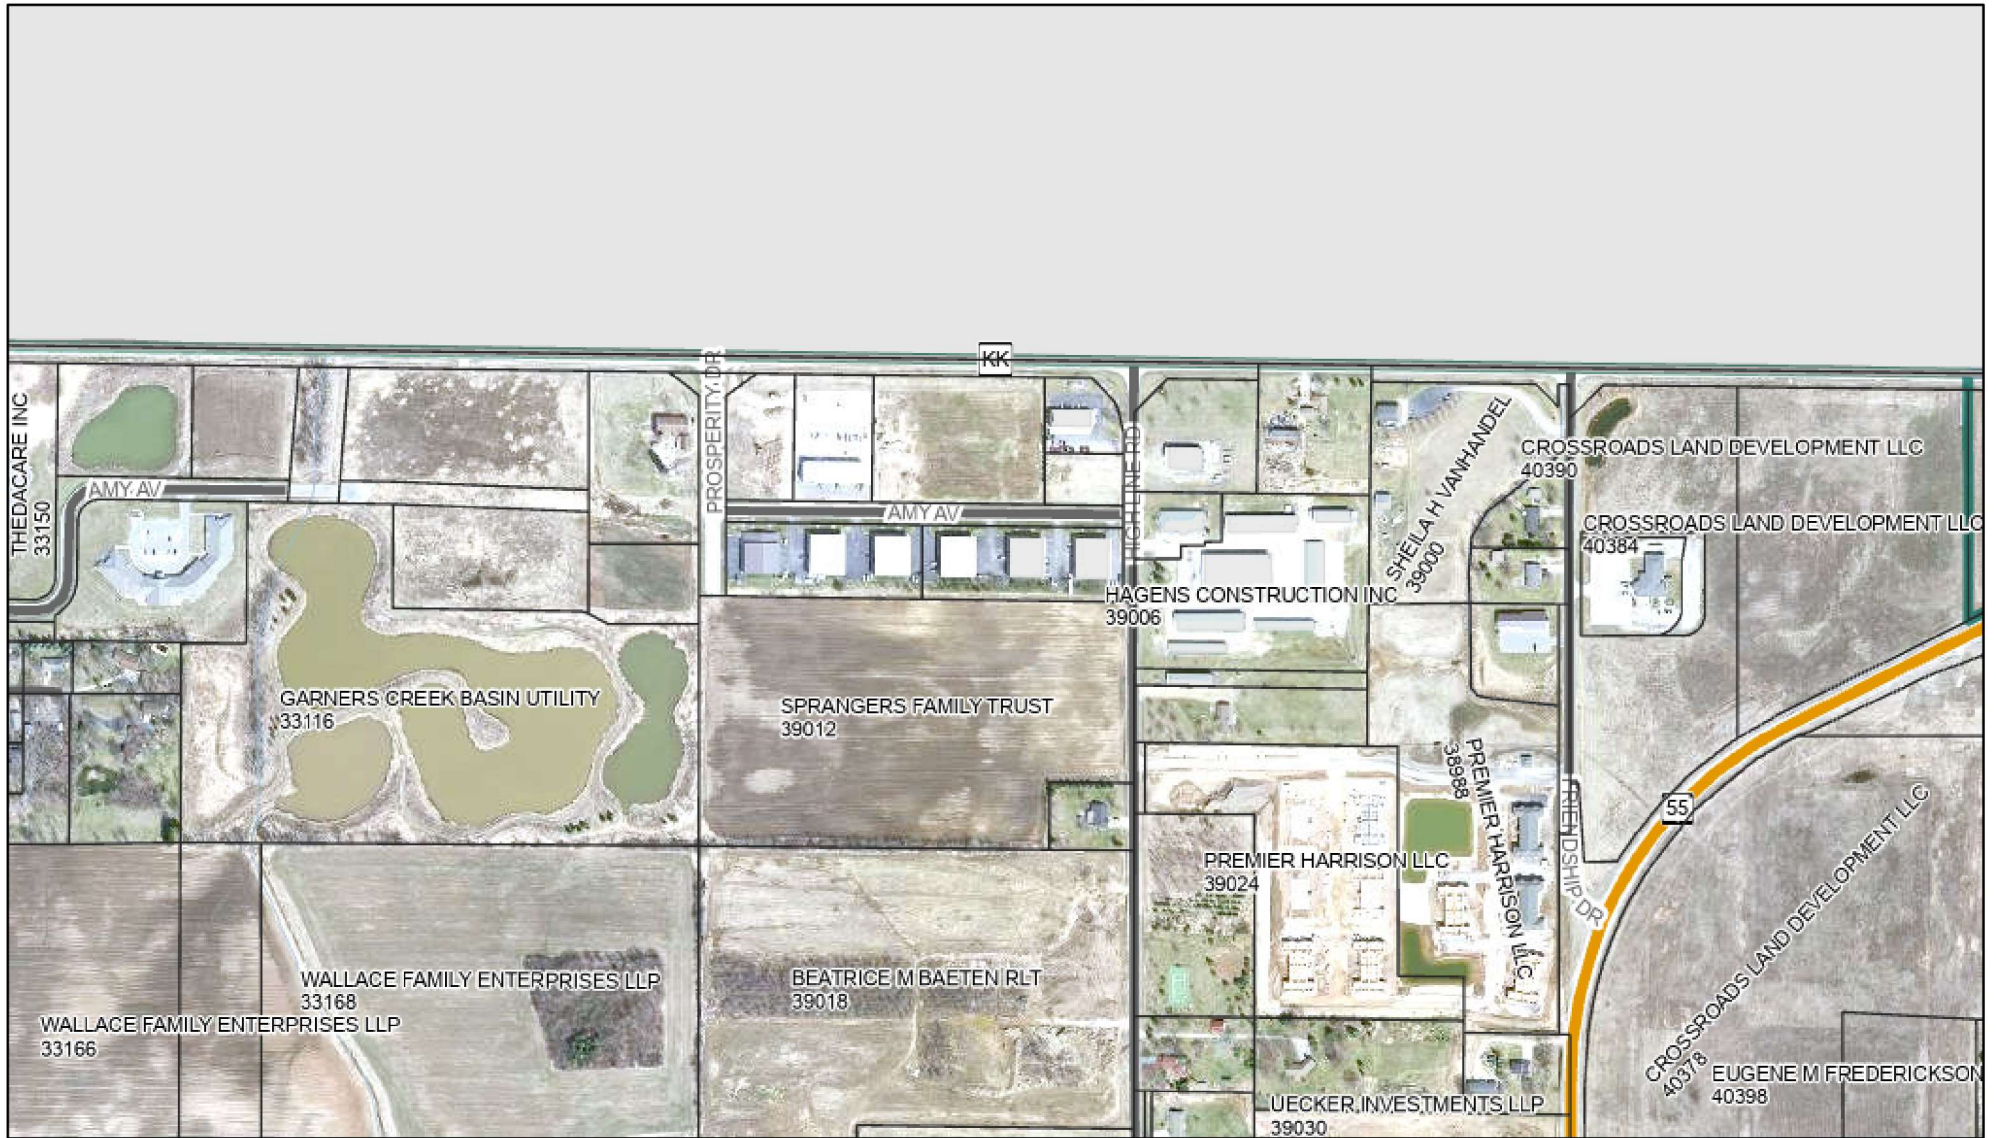 KK
PROSPERITY DR
THEDACARE INC
33150
AMY AV
AMY AV
HIGHLINE RD
SHEILA H VANHANDEL
39000
CROSSROADS LAND DEVELOPMENT LLC
40390
CROSSROADS LAND DEVELOPMENT LLC
40384
HAGENS CONSTRUCTION INC
39006
GARNERS CREEK BASIN UTILITY
33116
SPRANGERS FAMILY TRUST
39012
PREMIER HARRISON LLC
38988
55
FRIENDSHIP DR
PREMIER HARRISON LLC
39024
CROSSROADS LAND DEVELOPMENT LLC
40378
WALLACE FAMILY ENTERPRISES LLP
33168
BEATRICE M BAETEN RLT
39018
WALLACE FAMILY ENTERPRISES LLP
33166
EUGENE M FREDERICKSON
40398
UECKER INVESTMENTS LLP
39030